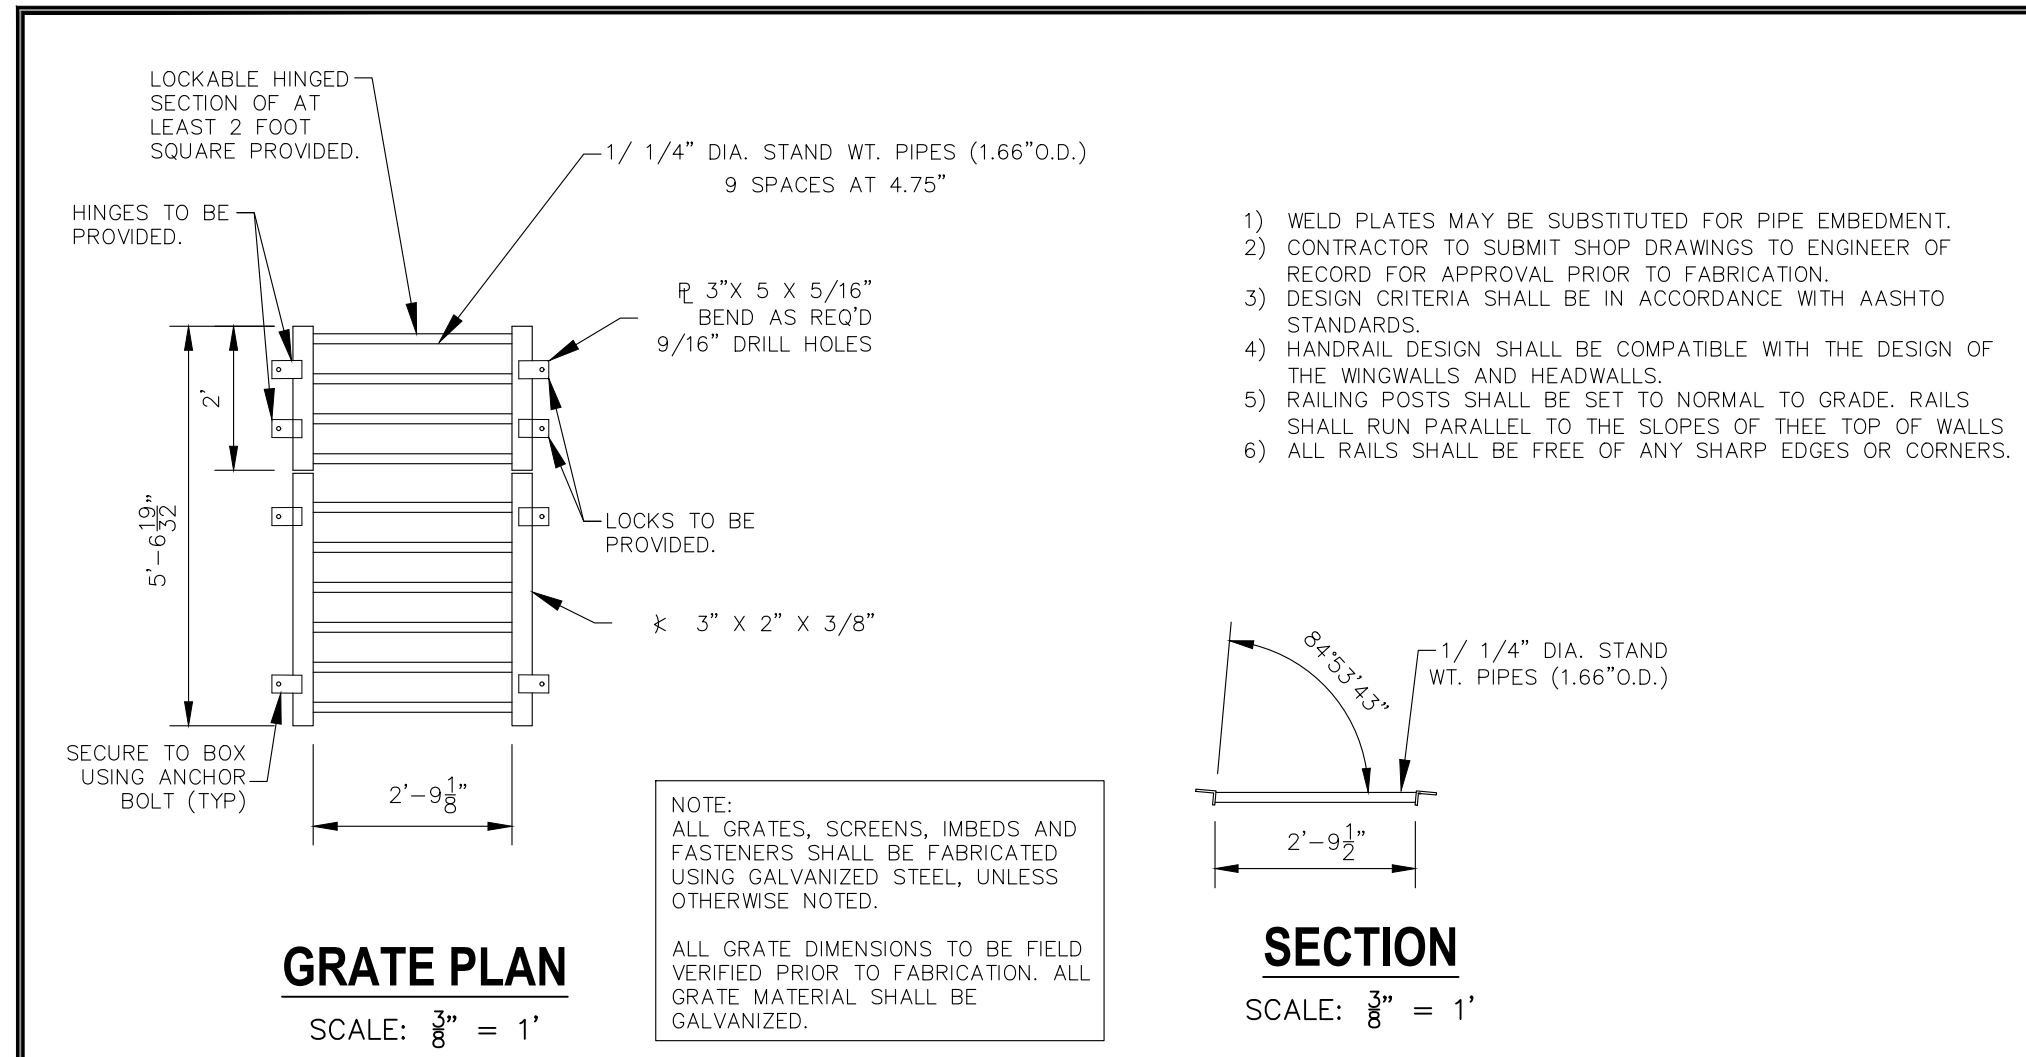 LOCKABLE HINGED
SECTION OF AT
LEAST 2 FOOT
SQUARE PROVIDED.
1/ 1/4" DIA. STAND WT. PIPES (1.66"O.D.)
9 SPACES AT 4.75"
HINGES TO BE
PROVIDED.
℄ 3"X 5 X 5/16"
BEND AS REQ'D
9/16" DRILL HOLES
2'
5'-6 19/32"
LOCKS TO BE
PROVIDED.
3" X 2" X 3/8"
SECURE TO BOX
USING ANCHOR
BOLT (TYP)
2'-9 1/8"
NOTE:
ALL GRATES, SCREENS, IMBEDS AND
FASTENERS SHALL BE FABRICATED
USING GALVANIZED STEEL, UNLESS
OTHERWISE NOTED.
ALL GRATE DIMENSIONS TO BE FIELD
VERIFIED PRIOR TO FABRICATION. ALL
GRATE MATERIAL SHALL BE
GALVANIZED.
GRATE PLAN
SCALE: 3/8" = 1'
1) WELD PLATES MAY BE SUBSTITUTED FOR PIPE EMBEDMENT.
2) CONTRACTOR TO SUBMIT SHOP DRAWINGS TO ENGINEER OF
RECORD FOR APPROVAL PRIOR TO FABRICATION.
3) DESIGN CRITERIA SHALL BE IN ACCORDANCE WITH AASHTO
STANDARDS.
4) HANDRAIL DESIGN SHALL BE COMPATIBLE WITH THE DESIGN OF
THE WINGWALLS AND HEADWALLS.
5) RAILING POSTS SHALL BE SET TO NORMAL TO GRADE. RAILS
SHALL RUN PARALLEL TO THE SLOPES OF THEE TOP OF WALLS
6) ALL RAILS SHALL BE FREE OF ANY SHARP EDGES OR CORNERS.
84°53'43"
1/ 1/4" DIA. STAND
WT. PIPES (1.66"O.D.)
2'-9 1/2"
SECTION
SCALE: 3/8" = 1'